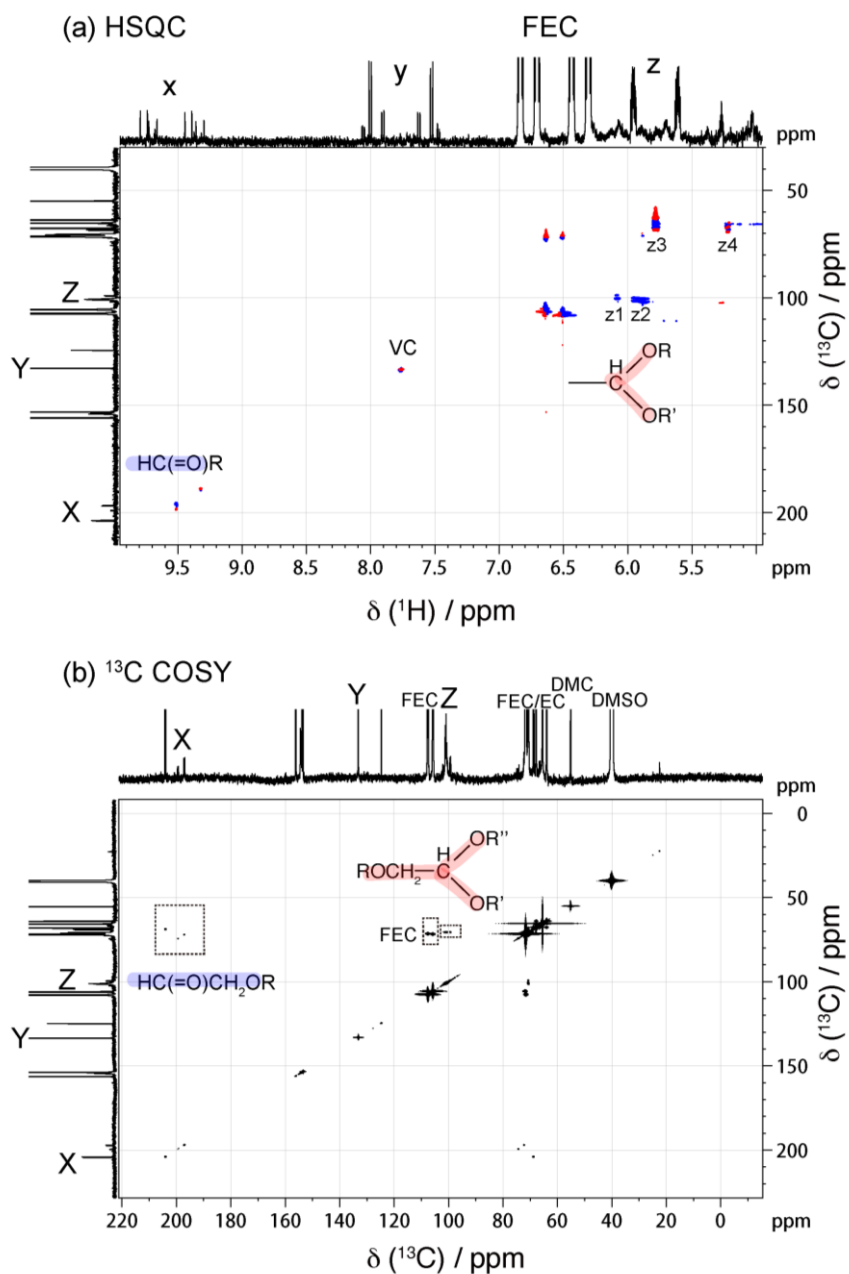 (a) HSQC
FEC
x
y
z
ppm
50
Z
z3
z4
100
z1
z2
VC
H
OR
C
OR'
Y
150
HC(=O)R
X
200
δ (¹³C) / ppm
9.5 9.0 8.5 8.0 7.5 7.0 6.5 6.0 5.5 ppm
δ (¹H) / ppm
(b) ¹³C COSY
Y
FEC Z
FEC/EC
DMC
DMSO
X
ppm
0
H
OR''
ROCH₂
C
OR'
50
FEC
Z
HC(=O)CH₂OR
100
Y
150
X
200
δ (¹³C) / ppm
220 200 180 160 140 120 100 80 60 40 20 0 ppm
δ (¹³C) / ppm